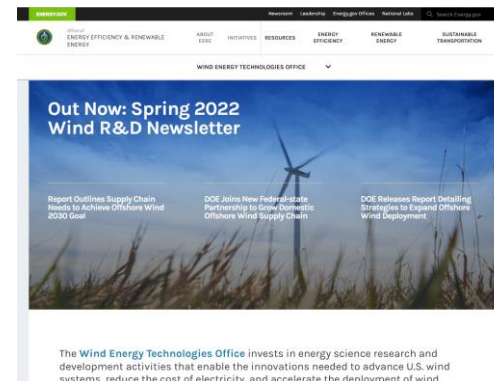 ENERGY.GOV
Newsroom Leadership Energy.gov Offices National Labs Search Energy.gov
Office of
ENERGY EFFICIENCY & RENEWABLE
ENERGY
ABOUT
EERE
INITIATIVES
RESOURCES
ENERGY
EFFICIENCY
RENEWABLE
ENERGY
SUSTAINABLE
TRANSPORTATION
WIND ENERGY TECHNOLOGIES OFFICE
Out Now: Spring 2022
Wind R&D Newsletter
Report Outlines Supply Chain
Needs to Achieve Offshore Wind
2030 Goal
DOE Joins New Federal-state
Partnership to Grow Domestic
Offshore Wind Supply Chain
DOE Releases Report Detailing
Strategies to Expand Offshore
Wind Deployment
The Wind Energy Technologies Office invests in energy science research and
development activities that enable the innovations needed to advance U.S. wind
systems, reduce the cost of electricity, and accelerate the deployment of wind